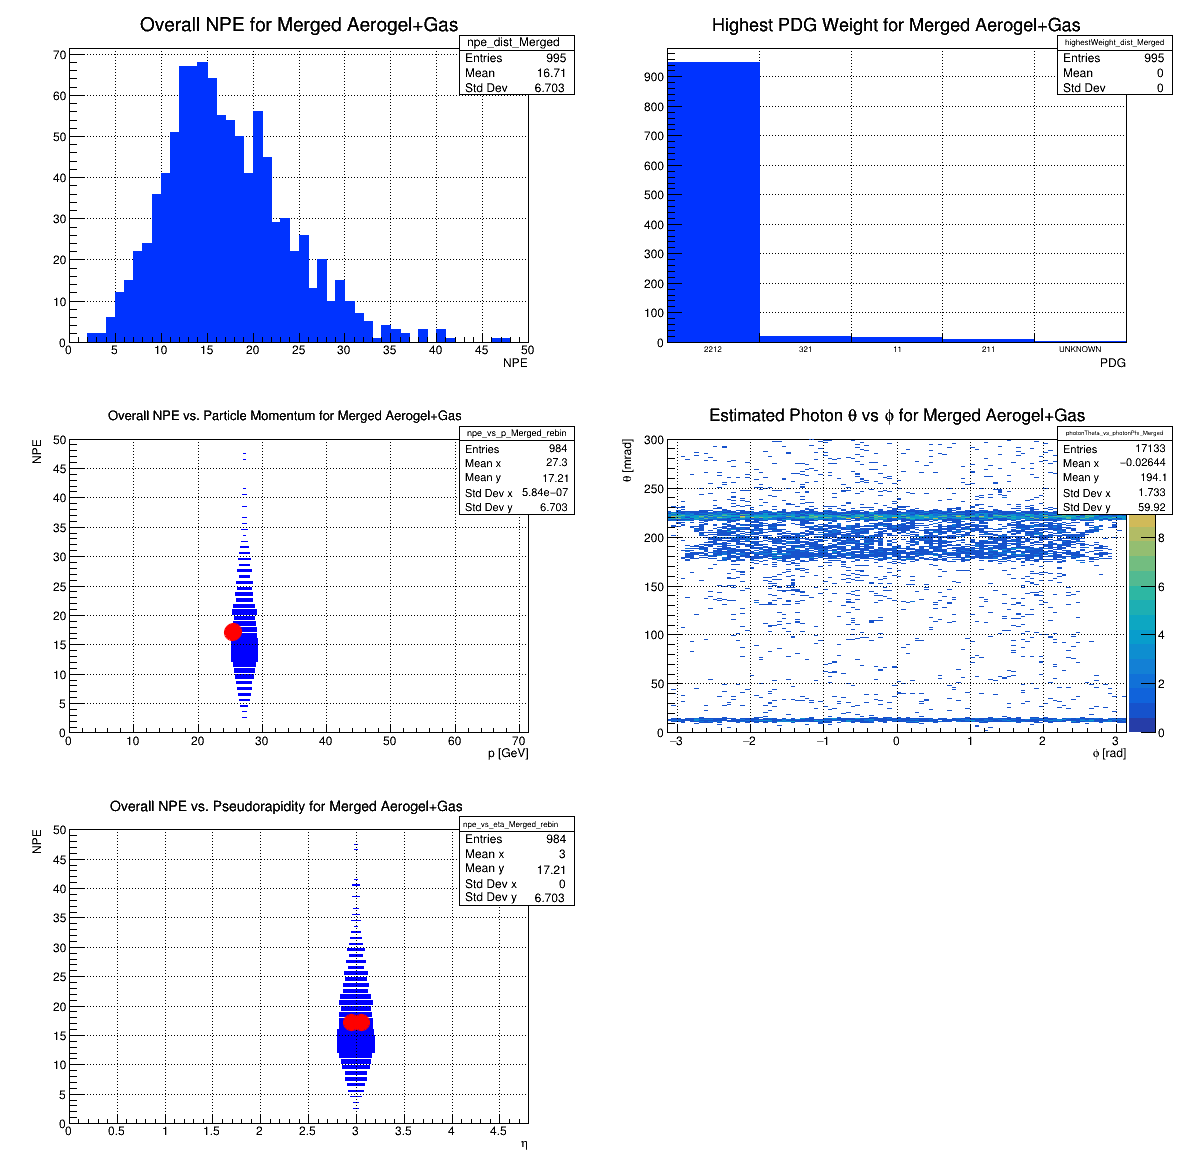 Overall NPE for Merged Aerogel+Gas
npe_dist_Merged
Entries 995
Mean 16.71
Std Dev 6.703
70
60
50
40
30
20
10
0
0 5 10 15 20 25 30 35 40 45 50
NPE
Highest PDG Weight for Merged Aerogel+Gas
highestWeight_dist_Merged
Entries 995
Mean 0
Std Dev 0
900
800
700
600
500
400
300
200
100
0
2212 321 11 211 UNKNOWN
PDG
Overall NPE vs. Particle Momentum for Merged Aerogel+Gas
npe_vs_p_Merged_rebin
Entries 984
Mean x 27.3
Mean y 17.21
Std Dev x 5.84e−07
Std Dev y 6.703
NPE
50
45
40
35
30
25
20
15
10
5
0
0 10 20 30 40 50 60 70
p [GeV]
Estimated Photon θ vs ϕ for Merged Aerogel+Gas
photonTheta_vs_photonPhi_Merged
Entries 17133
Mean x −0.02644
Mean y 194.1
Std Dev x 1.733
Std Dev y 59.92
θ [mrad]
300
250
200
150
100
50
0
−3 −2 −1 0 1 2 3
ϕ [rad]
8
6
4
2
0
Overall NPE vs. Pseudorapidity for Merged Aerogel+Gas
npe_vs_eta_Merged_rebin
Entries 984
Mean x 3
Mean y 17.21
Std Dev x 0
Std Dev y 6.703
NPE
50
45
40
35
30
25
20
15
10
5
0
0 0.5 1 1.5 2 2.5 3 3.5 4 4.5
η